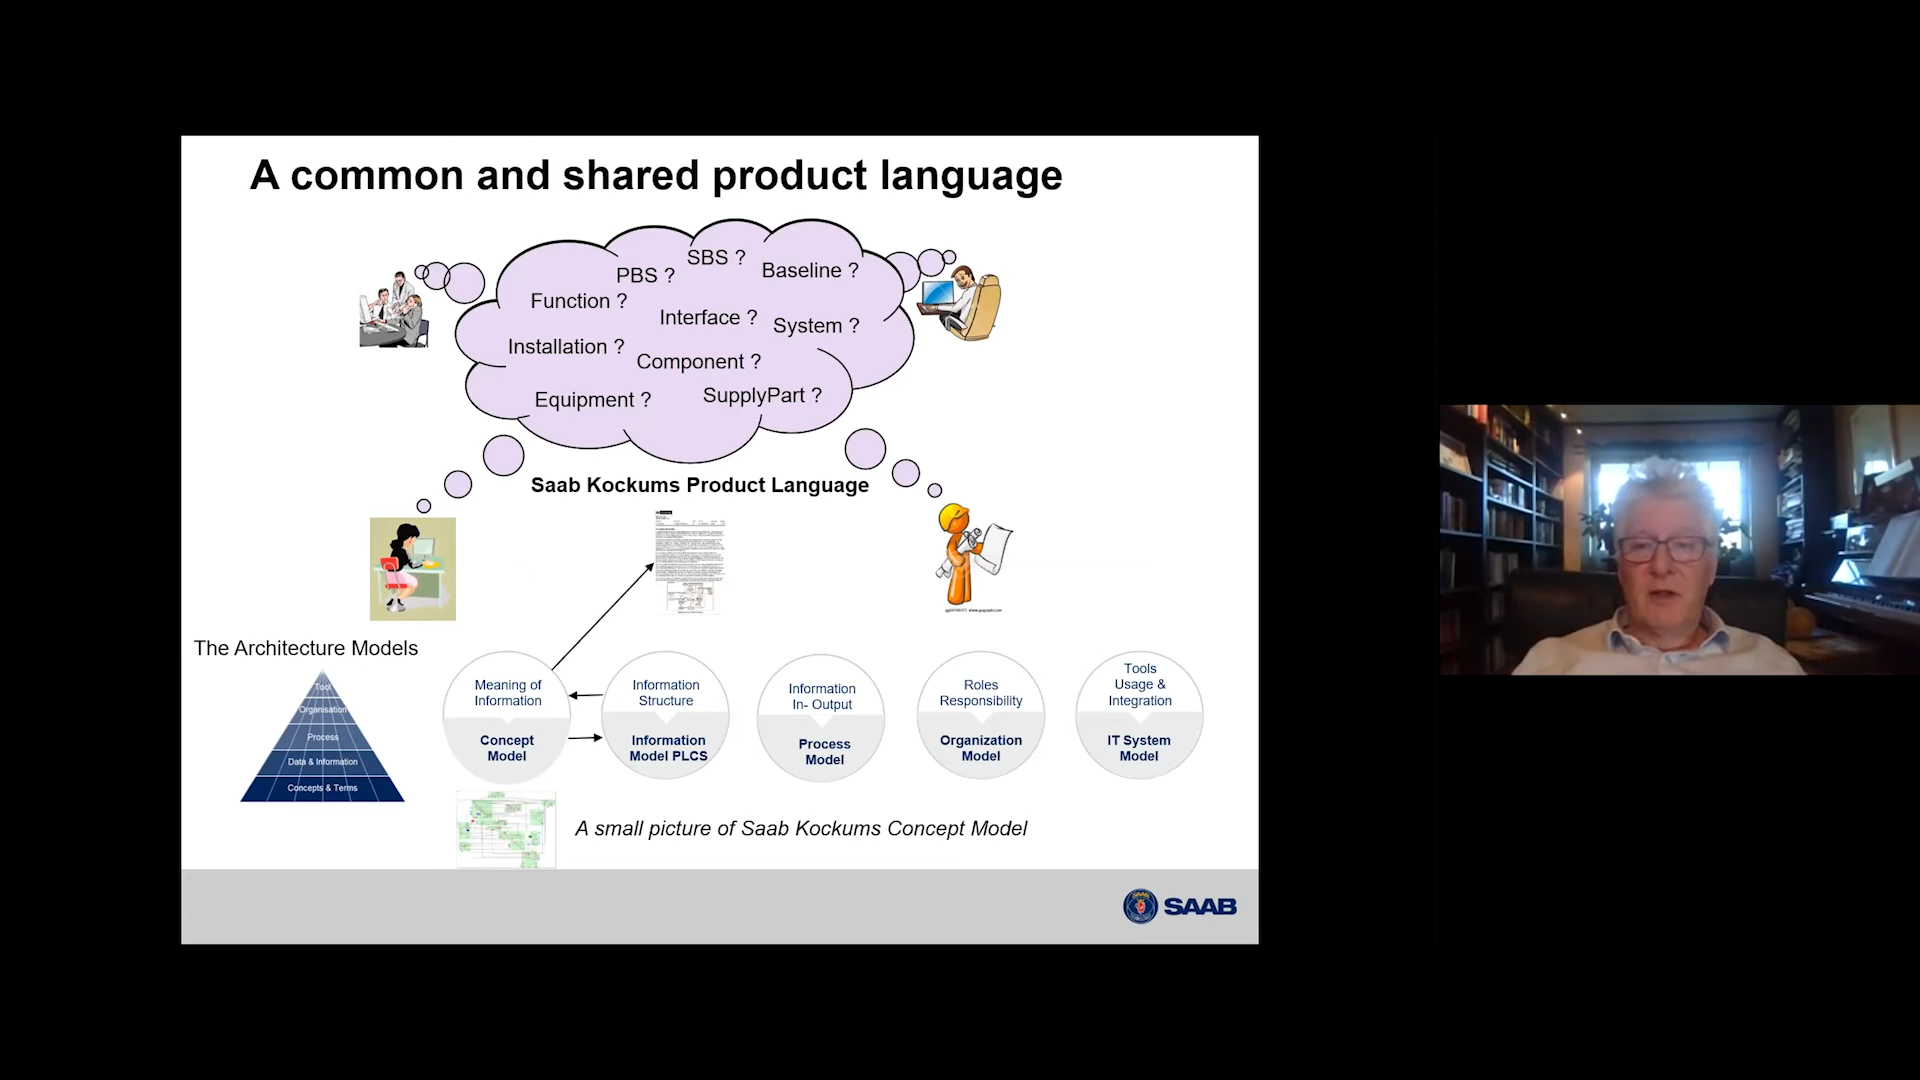 A common and shared product language
SBS ?
PBS ?
Baseline ?
Function ?
Interface ?
System ?
Installation ?
Component ?
Equipment ?
SupplyPart ?
Saab Kockums Product Language
The Architecture Models
Tool
Organisation
Process
Data & Information
Concepts & Terms
Meaning of
Information
Concept
Model
Information
Structure
Information
Model PLCS
Information
In- Output
Process
Model
Roles
Responsibility
Organization
Model
Tools
Usage &
Integration
IT System
Model
A small picture of Saab Kockums Concept Model
SAAB